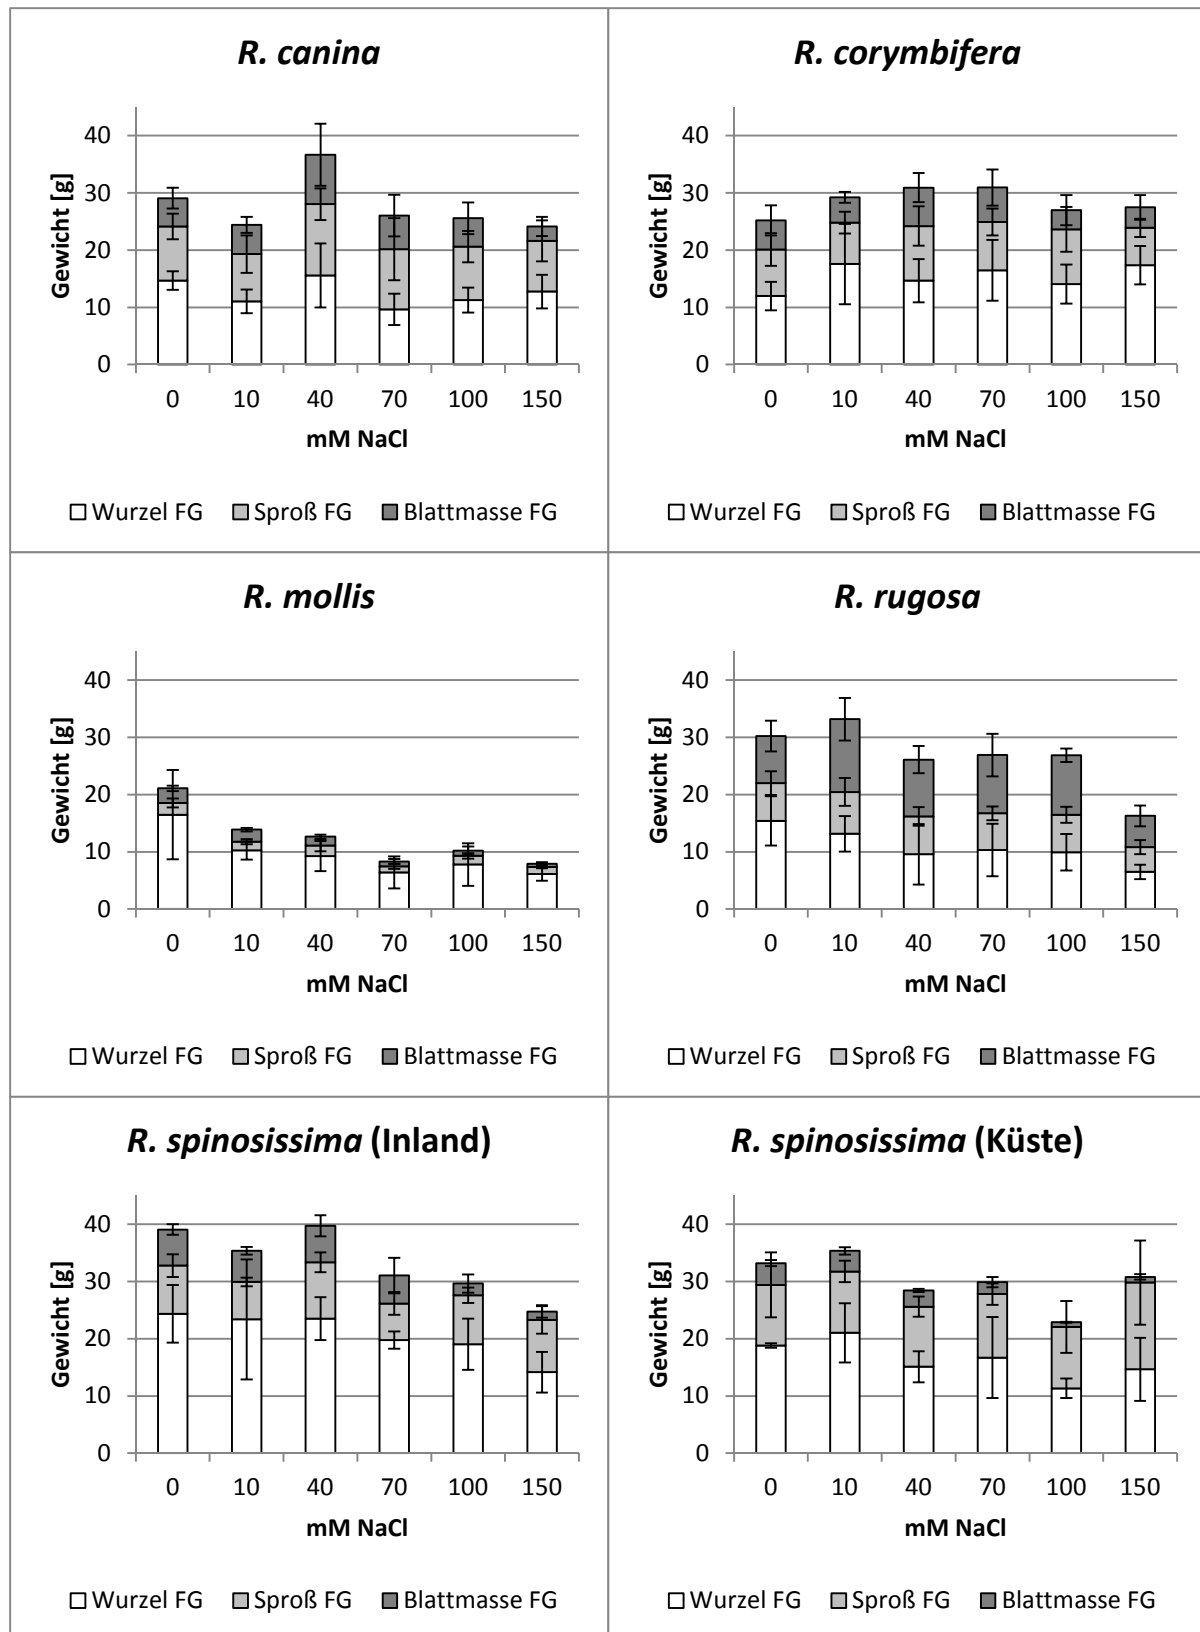 R. canina
Gewicht [g]
40
30
20
10
0
0 10 40 70 100 150
mM NaCl
Wurzel FG Sproß FG Blattmasse FG
R. corymbifera
Gewicht [g]
40
30
20
10
0
0 10 40 70 100 150
mM NaCl
Wurzel FG Sproß FG Blattmasse FG
R. mollis
Gewicht [g]
40
30
20
10
0
0 10 40 70 100 150
mM NaCl
Wurzel FG Sproß FG Blattmasse FG
R. rugosa
Gewicht [g]
40
30
20
10
0
0 10 40 70 100 150
mM NaCl
Wurzel FG Sproß FG Blattmasse FG
R. spinosissima (Inland)
Gewicht [g]
40
30
20
10
0
0 10 40 70 100 150
mM NaCl
Wurzel FG Sproß FG Blattmasse FG
R. spinosissima (Küste)
Gewicht [g]
40
30
20
10
0
0 10 40 70 100 150
mM NaCl
Wurzel FG Sproß FG Blattmasse FG